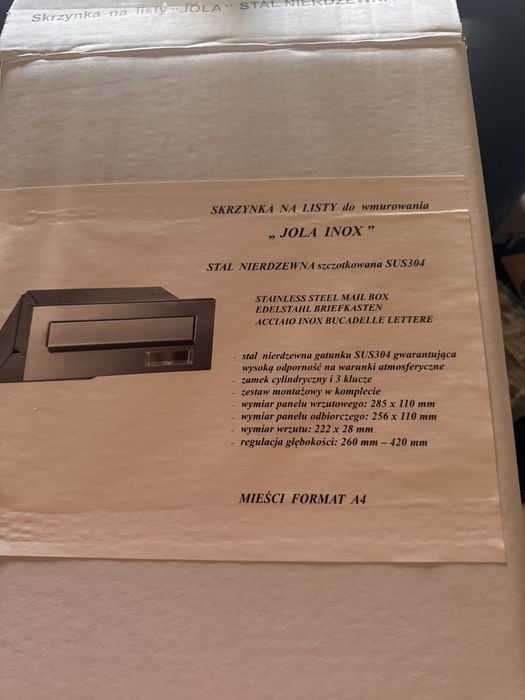 Skrzynka na listy "JOLA" STAL NIERDZEWNA
SKRZYNKA NA LISTY do wmurowania
„ JOLA INOX ”
STAL NIERDZEWNA szczotkowana SUS304
STAINLESS STEEL MAIL BOX
EDELSTAHL BRIEFKASTEN
ACCIAIO INOX BUCADELLE LETTERE
- stal nierdzewna gatunku SUS304 gwarantująca
wysoką odporność na warunki atmosferyczne
- zamek cylindryczny i 3 klucze
- zestaw montażowy w komplecie
- wymiar panelu wrzutowego: 285 x 110 mm
- wymiar panelu odbiorczego: 256 x 110 mm
- wymiar wrzutu: 222 x 28 mm
- regulacja głębokości: 260 mm – 420 mm
MIEŚCI FORMAT A4